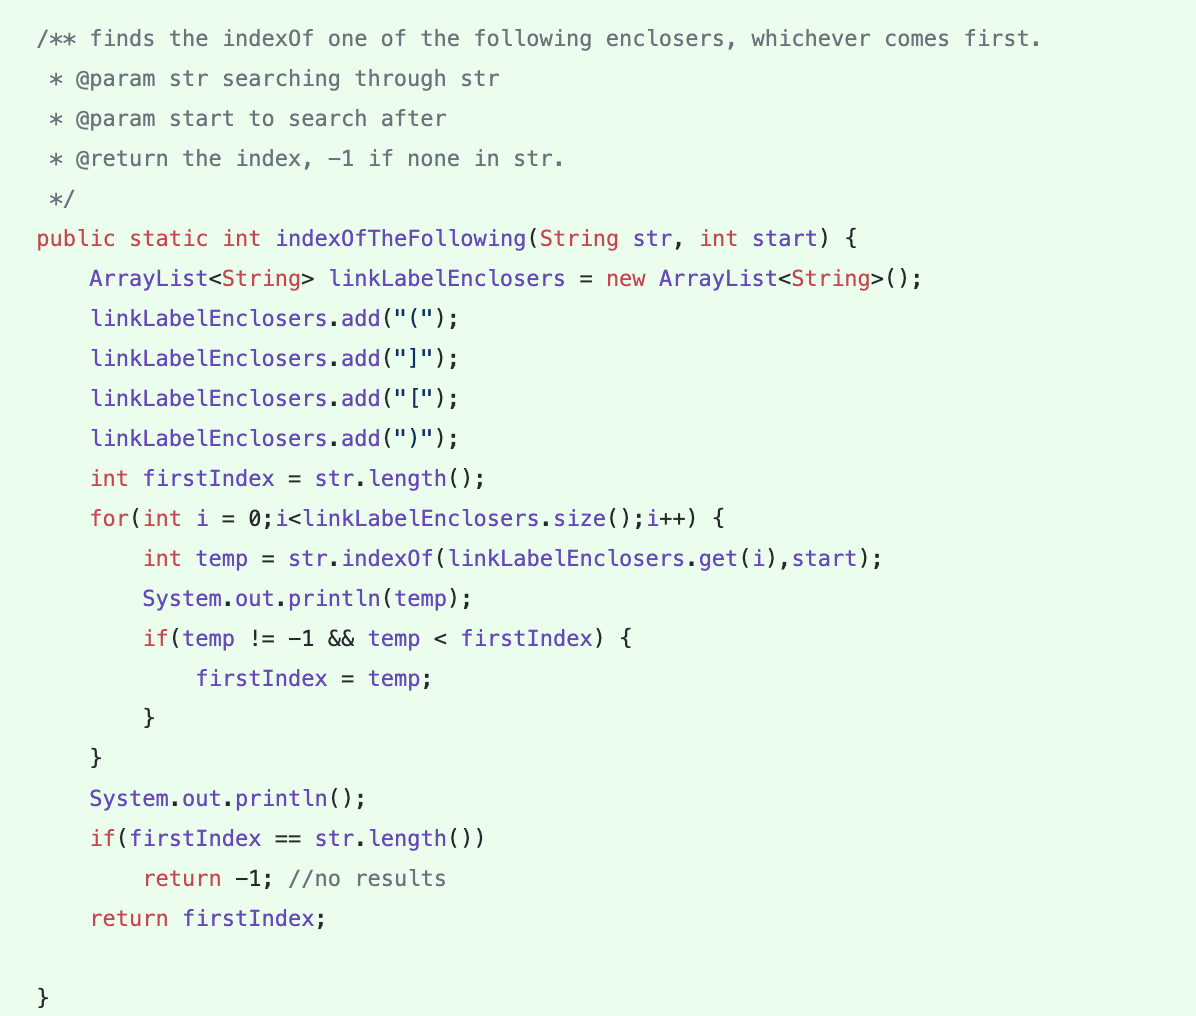 /** finds the indexOf one of the following enclosers, whichever comes first.
 * @param str searching through str
 * @param start to search after
 * @return the index, -1 if none in str.
 */
public static int indexOfTheFollowing(String str, int start) {
    ArrayList<String> linkLabelEnclosers = new ArrayList<String>();
    linkLabelEnclosers.add("(");
    linkLabelEnclosers.add("]");
    linkLabelEnclosers.add("[");
    linkLabelEnclosers.add(")");
    int firstIndex = str.length();
    for(int i = 0;i<linkLabelEnclosers.size();i++) {
        int temp = str.indexOf(linkLabelEnclosers.get(i),start);
        System.out.println(temp);
        if(temp != -1 && temp < firstIndex) {
            firstIndex = temp;
        }
    }
    System.out.println();
    if(firstIndex == str.length())
        return -1; //no results
    return firstIndex;

}